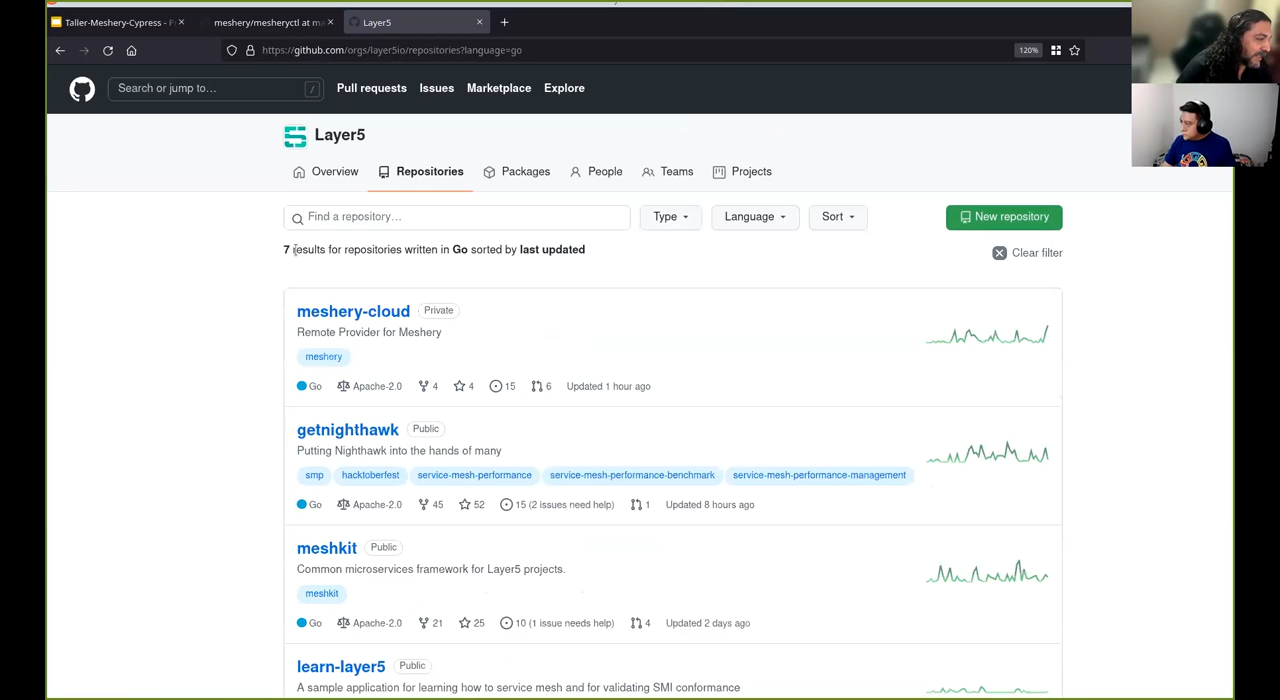 Taller-Meshery-Cypress - P
meshery/mesheryctl at ma
Layer5
https://github.com/orgs/layer5io/repositories?language=go
120%
Search or jump to…
/
Pull requests
Issues
Marketplace
Explore
Layer5
Overview
Repositories
Packages
People
Teams
Projects
Find a repository…
Type
Language
Sort
New repository
7 results for repositories written in Go sorted by last updated
Clear filter
meshery-cloud Private
Remote Provider for Meshery
meshery
Go Apache-2.0 4 4 15 6 Updated 1 hour ago
getnighthawk Public
Putting Nighthawk into the hands of many
smp hacktoberfest service-mesh-performance service-mesh-performance-benchmark service-mesh-performance-management
Go Apache-2.0 45 52 15 (2 issues need help) 1 Updated 8 hours ago
meshkit Public
Common microservices framework for Layer5 projects.
meshkit
Go Apache-2.0 21 25 10 (1 issue needs help) 4 Updated 2 days ago
learn-layer5 Public
A sample application for learning how to service mesh and for validating SMI conformance